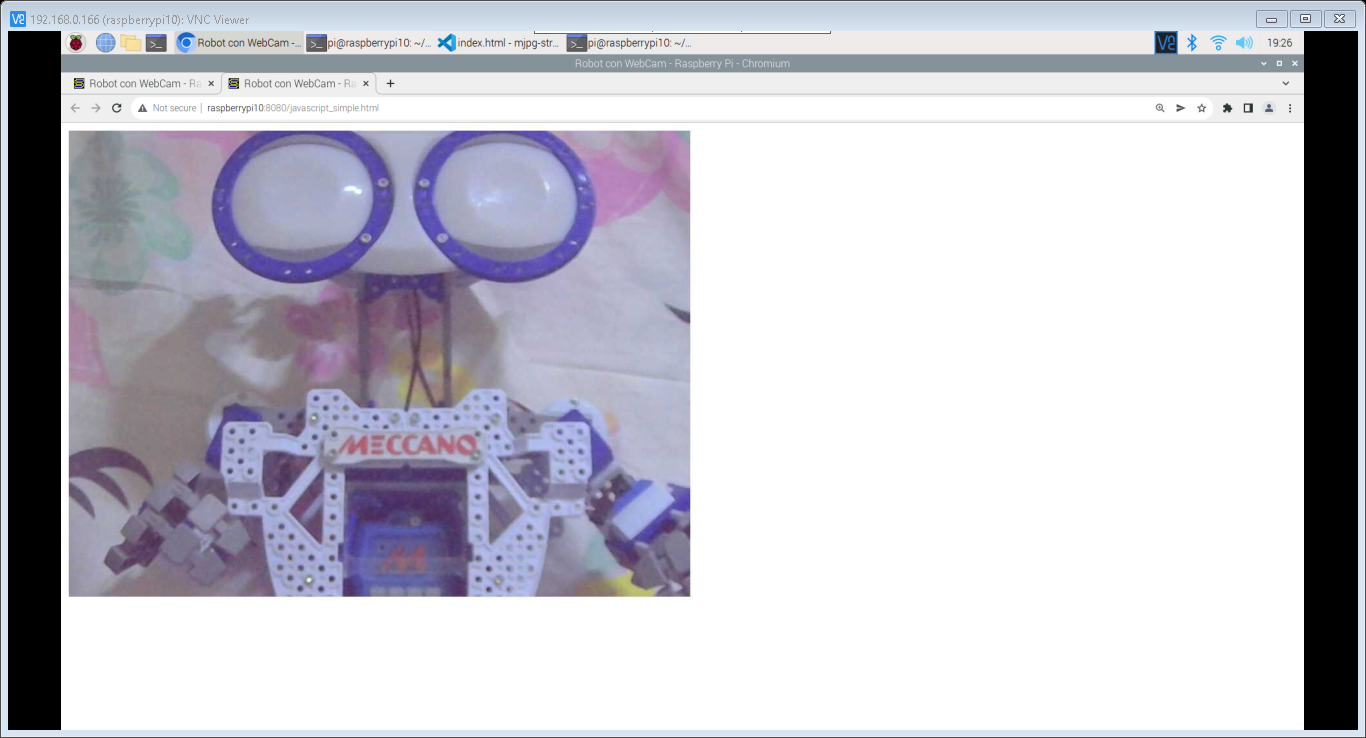 192.168.0.166 (raspberrypi10): VNC Viewer
Robot con WebCam -...
pi@raspberrypi10: ~/...
index.html - mjpg-str...
pi@raspberrypi10: ~/...
19:26
Robot con WebCam - Raspberry Pi - Chromium
Robot con WebCam - Ra
Robot con WebCam - Ra
Not secure | raspberrypi10:8080/javascript_simple.html
MECCANO
M